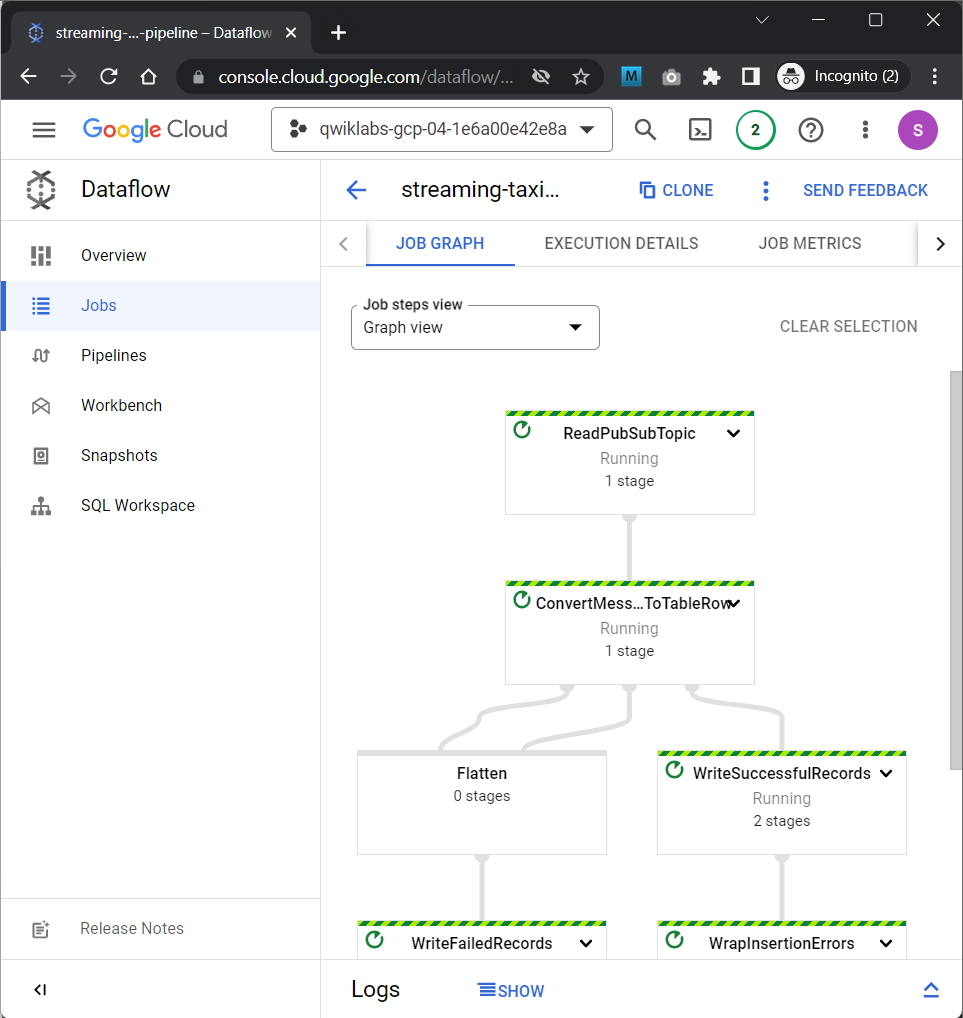 streaming-...-pipeline – Dataflow
console.cloud.google.com/dataflow/...
M
Incognito (2)
Google Cloud
qwiklabs-gcp-04-1e6a00e42e8a
2
S
Dataflow
streaming-taxi...
CLONE
SEND FEEDBACK
Overview
Jobs
Pipelines
Workbench
Snapshots
SQL Workspace
Release Notes
JOB GRAPH
EXECUTION DETAILS
JOB METRICS
Job steps view
Graph view
CLEAR SELECTION
ReadPubSubTopic
Running
1 stage
ConvertMess...ToTableRow
Running
1 stage
Flatten
0 stages
WriteSuccessfulRecords
Running
2 stages
WriteFailedRecords
WrapInsertionErrors
Logs
SHOW